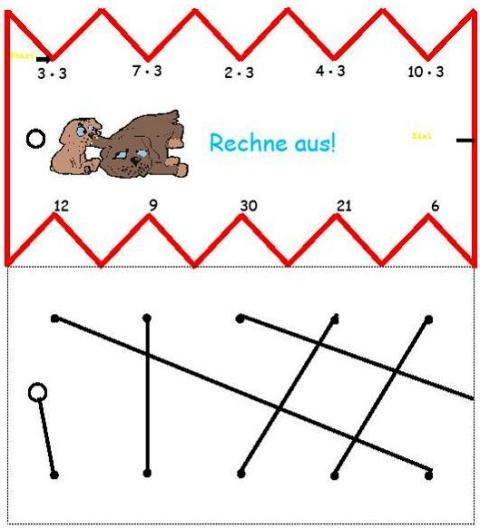 Start
3 · 3
7 · 3
2 · 3
4 · 3
10 · 3
Rechne aus!
Ziel
12
9
30
21
6